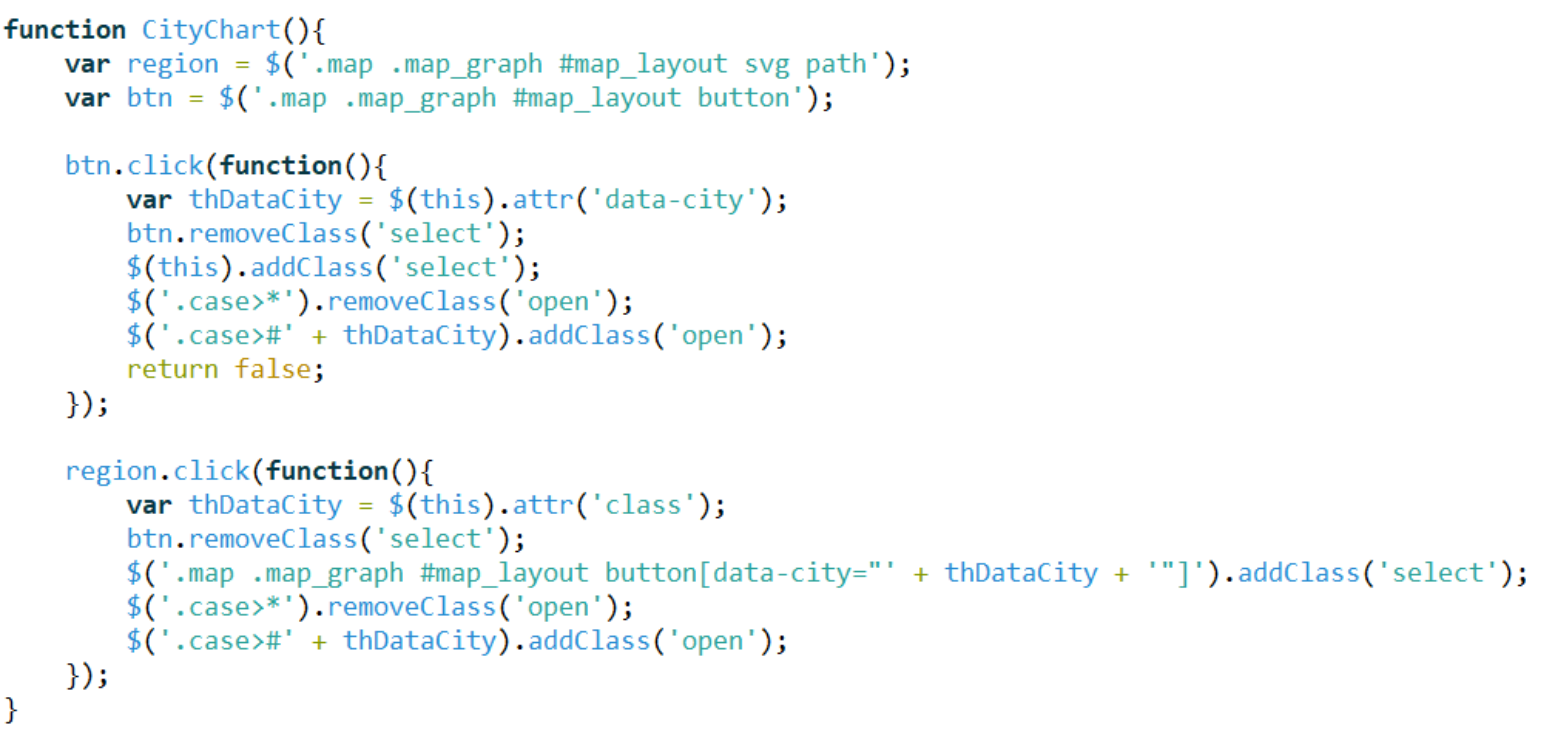 function CityChart(){
    var region = $('.map .map_graph #map_layout svg path');
    var btn = $('.map .map_graph #map_layout button');

    btn.click(function(){
        var thDataCity = $(this).attr('data-city');
        btn.removeClass('select');
        $(this).addClass('select');
        $('.case>*').removeClass('open');
        $('.case>#' + thDataCity).addClass('open');
        return false;
    });

    region.click(function(){
        var thDataCity = $(this).attr('class');
        btn.removeClass('select');
        $('.map .map_graph #map_layout button[data-city="' + thDataCity + '"]').addClass('select');
        $('.case>*').removeClass('open');
        $('.case>#' + thDataCity).addClass('open');
    });
}